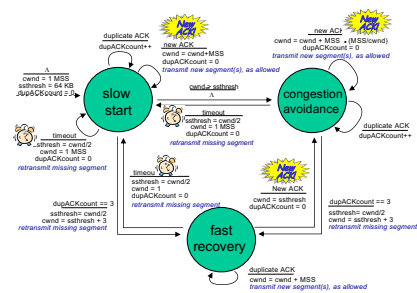 New ACK!
duplicate ACK
dupACKcount++
new ACK
cwnd = cwnd+MSS
dupACKcount = 0
transmit new segment(s), as allowed
New ACK!
new ACK
cwnd = cwnd + MSS • (MSS/cwnd)
dupACKcount = 0
transmit new segment(s), as allowed
Λ
cwnd = 1 MSS
ssthresh = 64 KB
dupACKcount = 0
slow start
cwnd > ssthresh
Λ
congestion avoidance
timeout
ssthresh = cwnd/2
cwnd = 1 MSS
dupACKcount = 0
retransmit missing segment
timeout
ssthresh = cwnd/2
cwnd = 1 MSS
dupACKcount = 0
retransmit missing segment
duplicate ACK
dupACKcount++
timeout
ssthresh = cwnd/2
cwnd = 1
dupACKcount = 0
retransmit missing segment
New ACK!
New ACK
cwnd = ssthresh
dupACKcount = 0
dupACKcount == 3
ssthresh= cwnd/2
cwnd = ssthresh + 3
retransmit missing segment
dupACKcount == 3
ssthresh= cwnd/2
cwnd = ssthresh + 3
retransmit missing segment
fast recovery
duplicate ACK
cwnd = cwnd + MSS
transmit new segment(s), as allowed